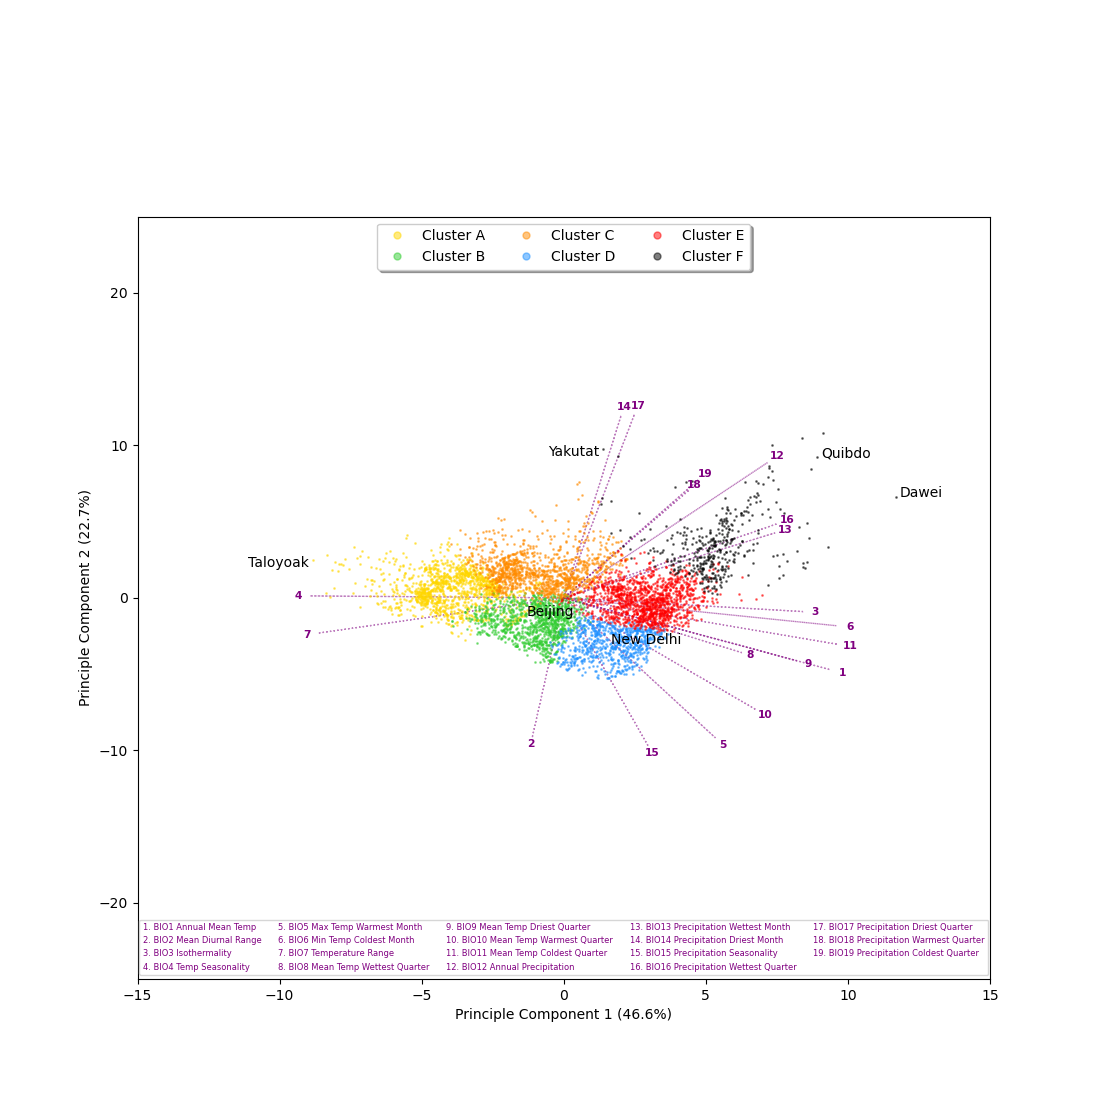 Cluster A Cluster C Cluster E
Cluster B Cluster D Cluster F
20
14 17
10
Yakutat
12
Quibdo
19
18
Dawei
16
13
Taloyoak
4
0
Beijing
3
6
7
New Delhi
11
8
9
1
10
2
5
15
−10
−20
Principle Component 2 (22.7%)
1. BIO1 Annual Mean Temp 5. BIO5 Max Temp Warmest Month 9. BIO9 Mean Temp Driest Quarter 13. BIO13 Precipitation Wettest Month 17. BIO17 Precipitation Driest Quarter
2. BIO2 Mean Diurnal Range 6. BIO6 Min Temp Coldest Month 10. BIO10 Mean Temp Warmest Quarter 14. BIO14 Precipitation Driest Month 18. BIO18 Precipitation Warmest Quarter
3. BIO3 Isothermality 7. BIO7 Temperature Range 11. BIO11 Mean Temp Coldest Quarter 15. BIO15 Precipitation Seasonality 19. BIO19 Precipitation Coldest Quarter
4. BIO4 Temp Seasonality 8. BIO8 Mean Temp Wettest Quarter 12. BIO12 Annual Precipitation 16. BIO16 Precipitation Wettest Quarter
−15 −10 −5 0 5 10 15
Principle Component 1 (46.6%)